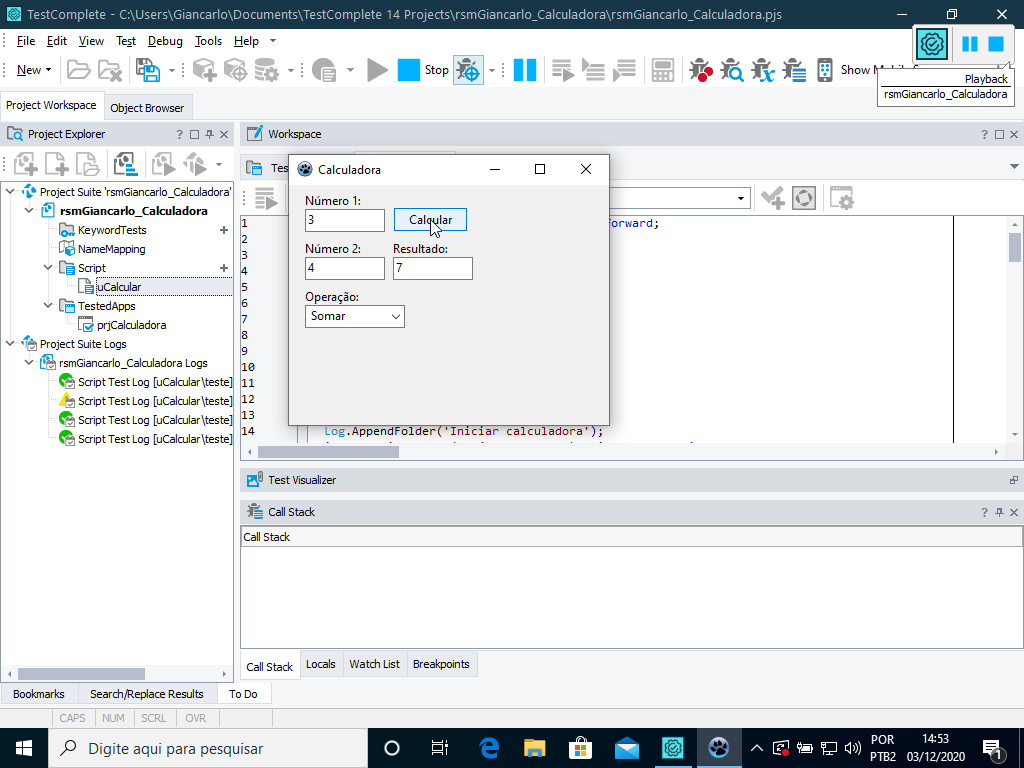 TestComplete - C:\Users\Giancarlo\Documents\TestComplete 14 Projects\rsmGiancarlo_Calculadora\rsmGiancarlo_Calculadora.pjs
File Edit View Test Debug Tools Help
New Stop Show
Playback
rsmGiancarlo_Calculadora
Project Workspace Object Browser
Project Explorer ?
Workspace ?
Project Suite 'rsmGiancarlo_Calculadora'
rsmGiancarlo_Calculadora
KeywordTests +
NameMapping
Script +
uCalcular
TestedApps
prjCalculadora
Project Suite Logs
rsmGiancarlo_Calculadora Logs
Script Test Log [uCalcular\teste]
Script Test Log [uCalcular\teste]
Script Test Log [uCalcular\teste]
Script Test Log [uCalcular\teste]
Calculadora
Número 1:
3 Calcular
Número 2: Resultado:
4 7
Operação:
Somar
1 forward;
2
3
4
5
6
7
8
9
10
11
12
13
14 Log.AppendFolder('Iniciar calculadora');
Test Visualizer
Call Stack ?
Call Stack
Call Stack Locals Watch List Breakpoints
Bookmarks Search/Replace Results To Do
CAPS NUM SCRL OVR
Digite aqui para pesquisar
POR
PTB2
14:53
03/12/2020
1